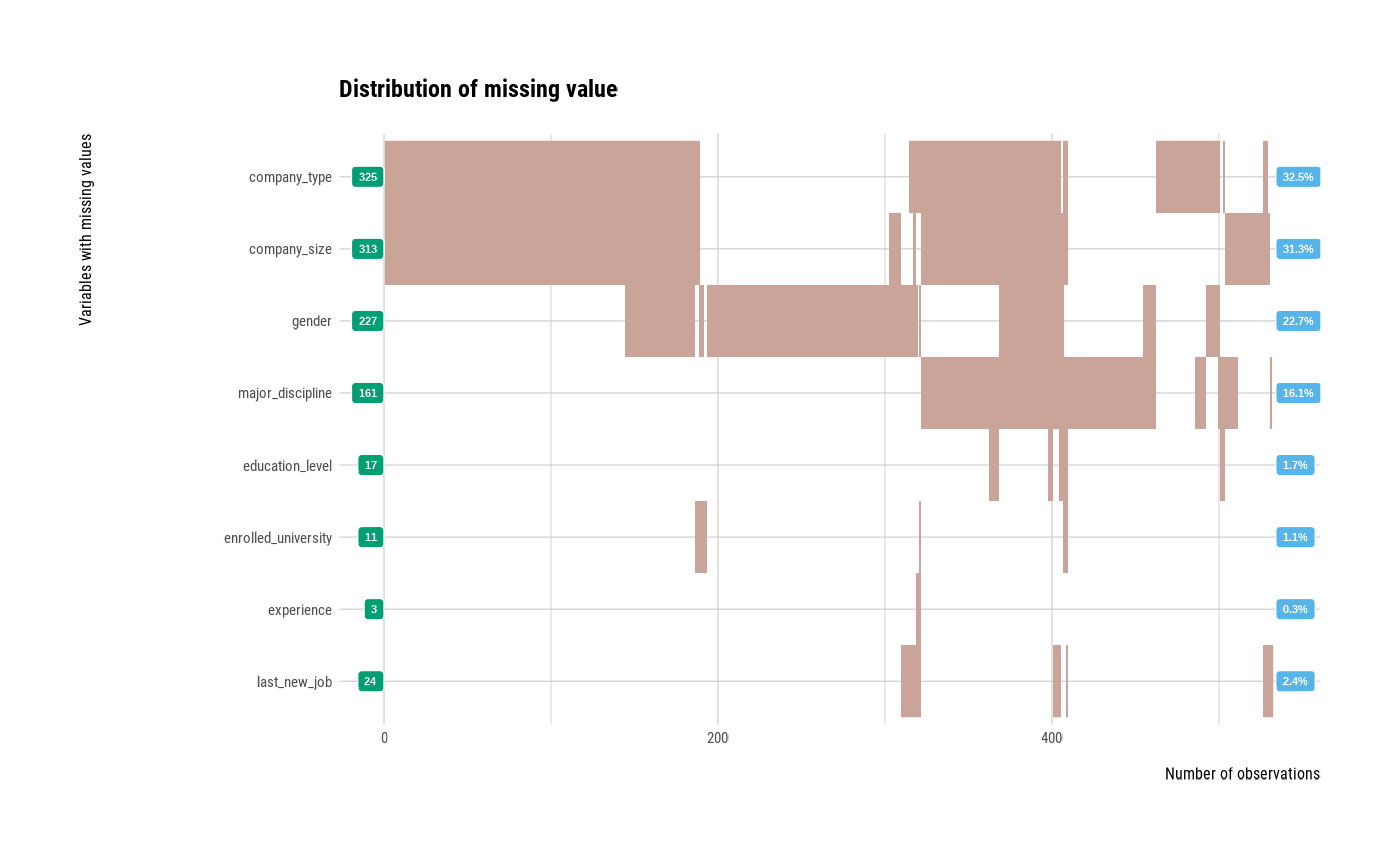 Distribution of missing value
Variables with missing values
company_type 325 32.5%
company_size 313 31.3%
gender 227 22.7%
major_discipline 161 16.1%
education_level 17 1.7%
enrolled_university 11 1.1%
experience 3 0.3%
last_new_job 24 2.4%
0 200 400
Number of observations